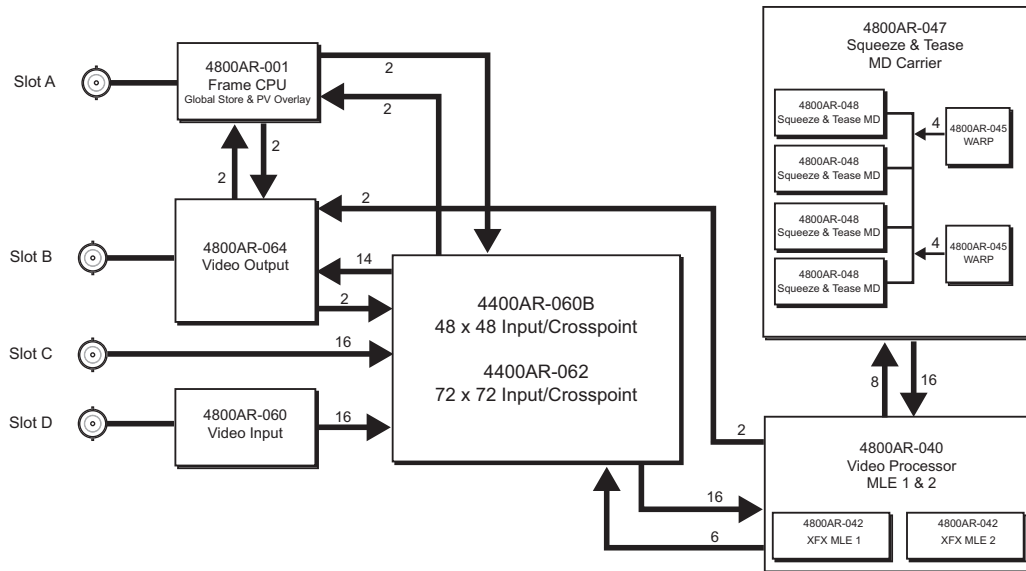 Slot A
4800AR-001
Frame CPU
Global Store & PV Overlay
2
2
2
2
Slot B
4800AR-064
Video Output
2
14
2
Slot C
16
Slot D
4800AR-060
Video Input
16
4400AR-060B
48 x 48 Input/Crosspoint
4400AR-062
72 x 72 Input/Crosspoint
2
16
6
4800AR-047
Squeeze & Tease
MD Carrier
4800AR-048
Squeeze & Tease MD
4800AR-048
Squeeze & Tease MD
4800AR-048
Squeeze & Tease MD
4800AR-048
Squeeze & Tease MD
4
4800AR-045
WARP
4
4800AR-045
WARP
8
16
4800AR-040
Video Processor
MLE 1 & 2
4800AR-042
XFX MLE 1
4800AR-042
XFX MLE 2